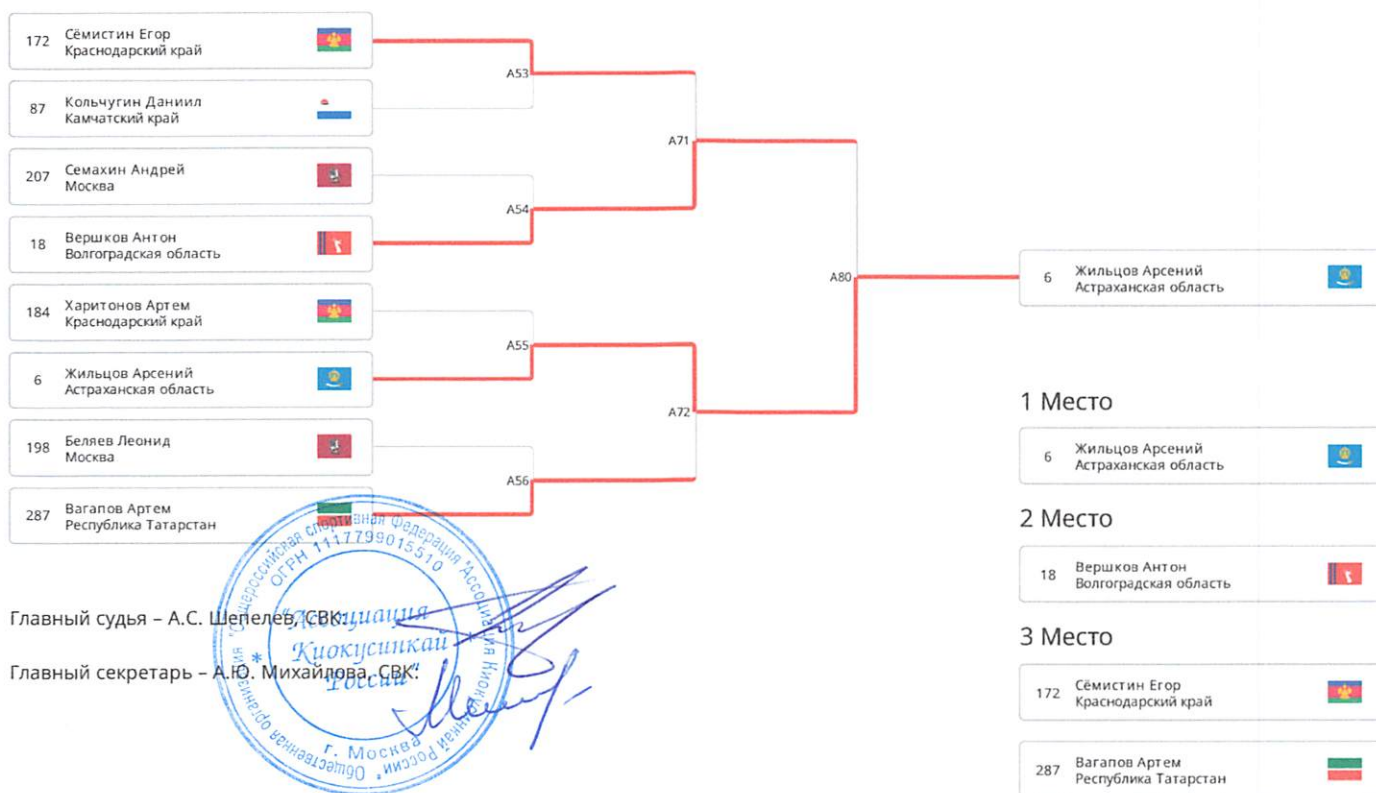 172 Сёмистин Егор
Краснодарский край
A53
87 Кольчугин Даниил
Камчатский край
A71
207 Семахин Андрей
Москва
A54
18 Вершков Антон
Волгоградская область
A80
6 Жильцов Арсений
Астраханская область
184 Харитонов Артем
Краснодарский край
A55
6 Жильцов Арсений
Астраханская область
A72
198 Беляев Леонид
Москва
A56
287 Вагапов Артем
Республика Татарстан
1 Место
6 Жильцов Арсений
Астраханская область
2 Место
18 Вершков Антон
Волгоградская область
3 Место
172 Сёмистин Егор
Краснодарский край
287 Вагапов Артем
Республика Татарстан
Главный судья – А.С. Шепелев, СВК:
Главный секретарь – А.Ю. Михайлова, СВК:
Общественная организация "Общероссийская спортивная Федерация "Ассоциация Киокусинкай России"
ОГРН 1117799015510
"Ассоциация
Киокусинкай
России"
г. Москва